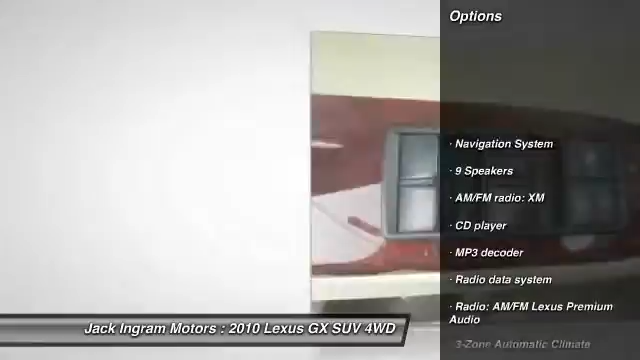 Options
· Navigation System
· 9 Speakers
· AM/FM radio: XM
· CD player
· MP3 decoder
· Radio data system
· Radio: AM/FM Lexus Premium
Audio
· 3-Zone Automatic Climate
Jack Ingram Motors : 2010 Lexus GX SUV 4WD